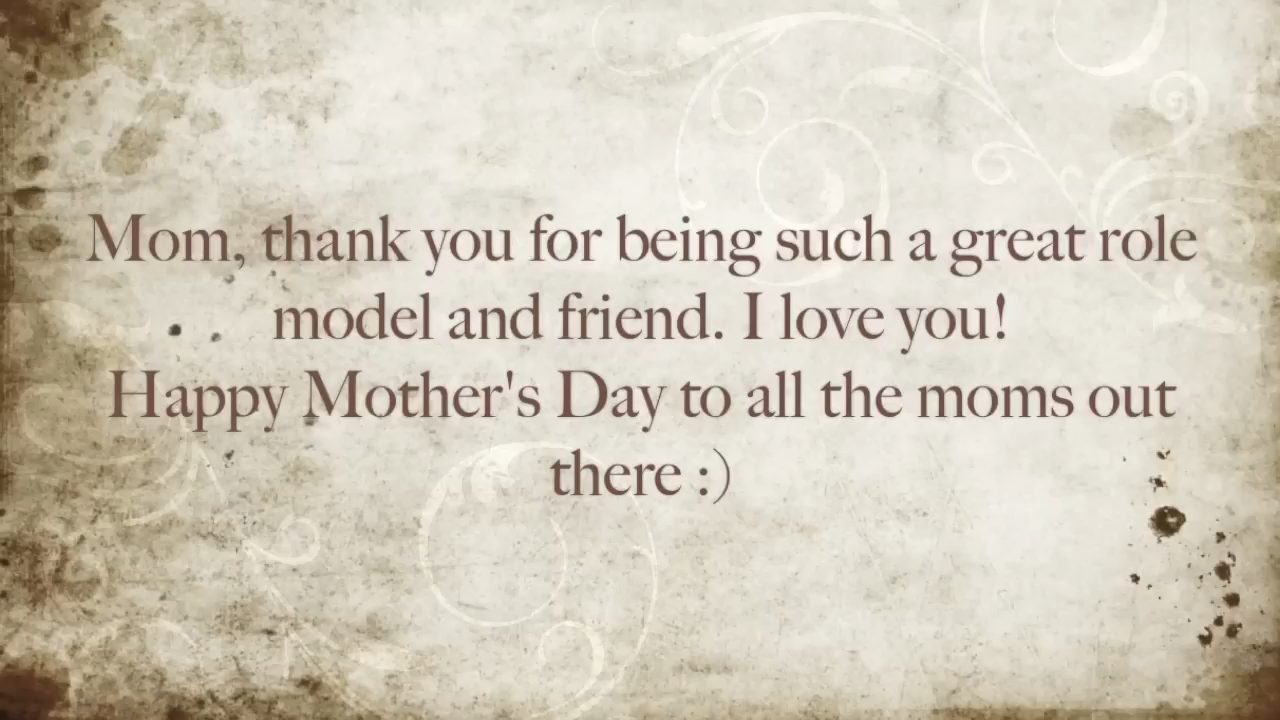 Mom, thank you for being such a great role
model and friend. I love you!
Happy Mother's Day to all the moms out
there :)